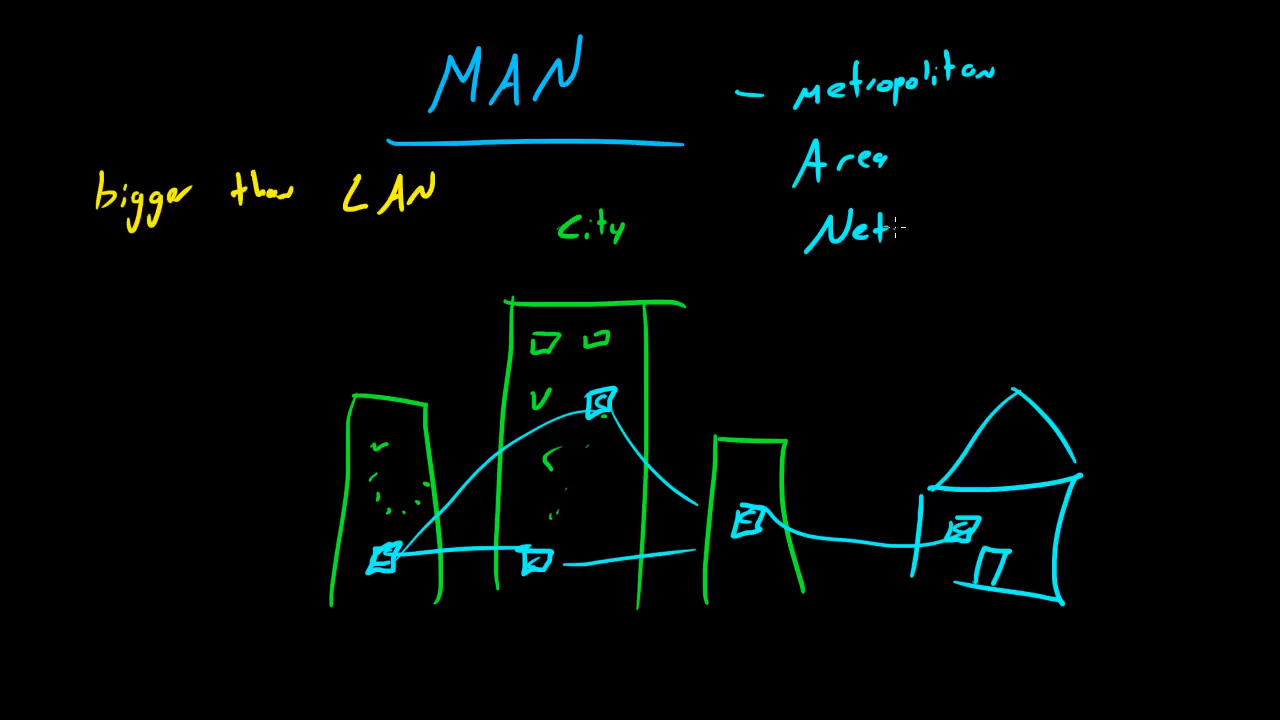 MAN
- Metropolitan
Area
Net
bigger than LAN
City